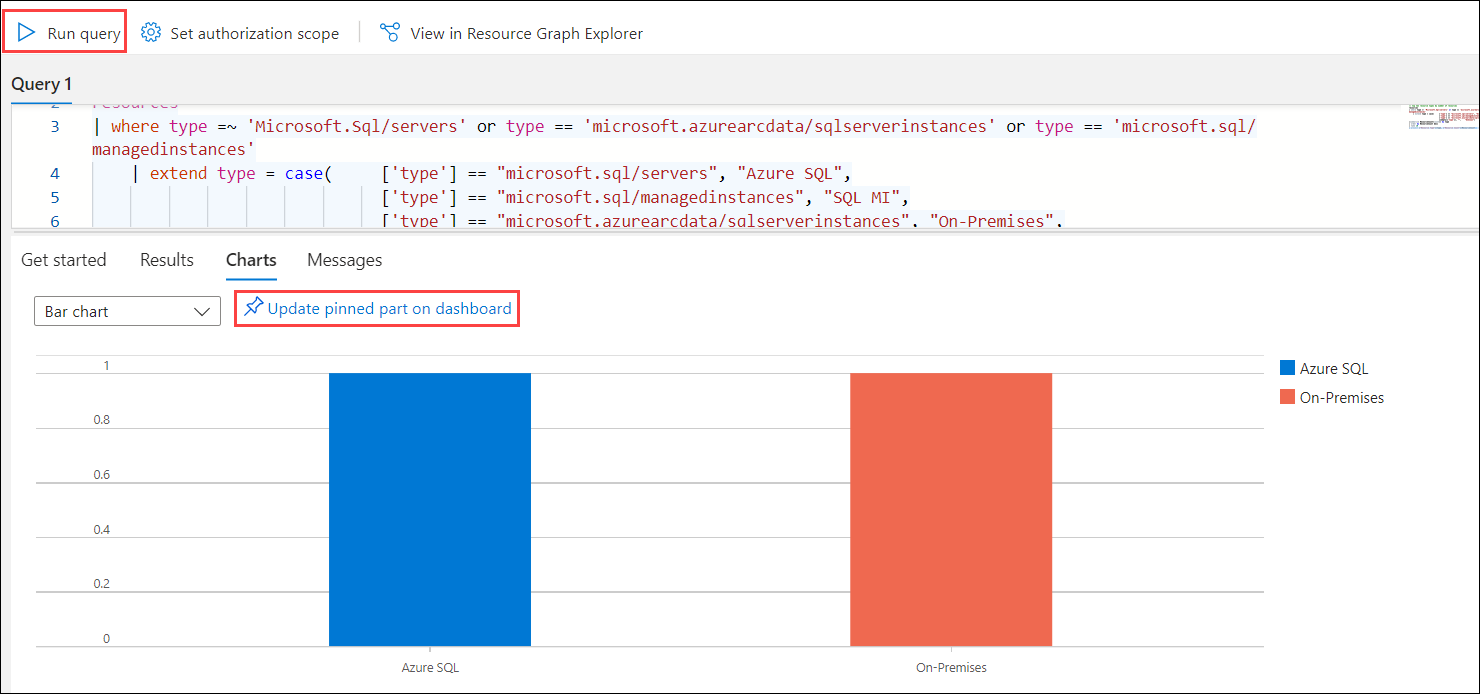 Run query Set authorization scope View in Resource Graph Explorer
Query 1
2 resources
3 | where type =~ 'Microsoft.Sql/servers' or type == 'microsoft.azurearcdata/sqlserverinstances' or type == 'microsoft.sql/
managedinstances'
4 | extend type = case( ['type'] == "microsoft.sql/servers", "Azure SQL",
5 ['type'] == "microsoft.sql/managedinstances", "SQL MI",
6 ['type'] == "microsoft.azurearcdata/sqlserverinstances", "On-Premises",
Get started Results Charts Messages
Bar chart Update pinned part on dashboard
1
Azure SQL
On-Premises
0.8
0.6
0.4
0.2
0
Azure SQL On-Premises